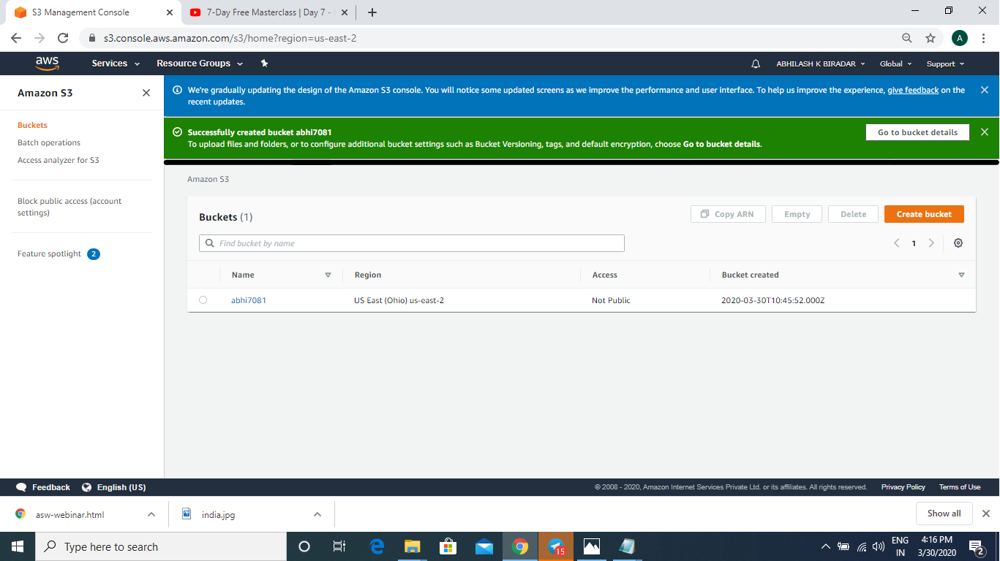 S3 Management Console
7-Day Free Masterclass | Day 7 -
s3.console.aws.amazon.com/s3/home?region=us-east-2
A
aws
Services
Resource Groups
ABHILASH K BIRADAR
Global
Support
Amazon S3
Buckets
Batch operations
Access analyzer for S3
Block public access (account
settings)
Feature spotlight 2
We're gradually updating the design of the Amazon S3 console. You will notice some updated screens as we improve the performance and user interface. To help us improve the experience, give feedback on the
recent updates.
Successfully created bucket abhi7081
To upload files and folders, or to configure additional bucket settings such as Bucket Versioning, tags, and default encryption, choose Go to bucket details.
Go to bucket details
Amazon S3
Buckets (1)
Copy ARN
Empty
Delete
Create bucket
Find bucket by name
1
Name
Region
Access
Bucket created
abhi7081
US East (Ohio) us-east-2
Not Public
2020-03-30T10:45:52.000Z
Feedback
English (US)
© 2008 - 2020, Amazon Internet Services Private Ltd. or its affiliates. All rights reserved.
Privacy Policy
Terms of Use
asw-webinar.html
india.jpg
Show all
Type here to search
15
ENG
IN
4:16 PM
3/30/2020
2